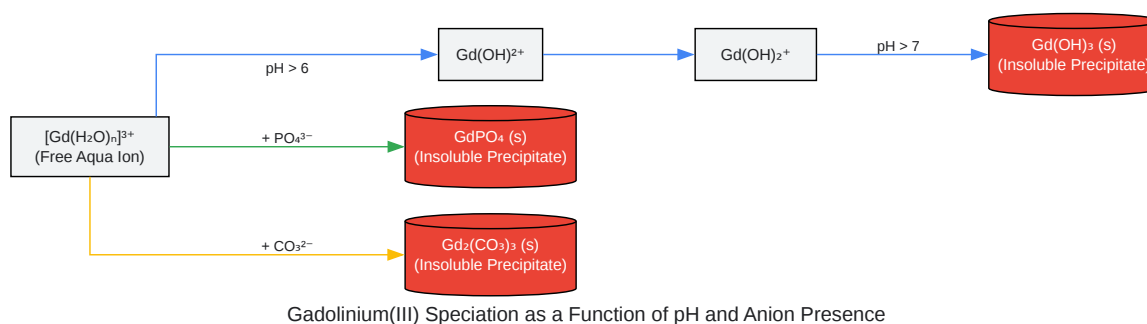 pH > 6
Gd(OH)²⁺
Gd(OH)₂⁺
pH > 7
Gd(OH)₃ (s)
(Insoluble Precipitate)
[Gd(H₂O)ₙ]³⁺
(Free Aqua Ion)
+ PO₄³⁻
GdPO₄ (s)
(Insoluble Precipitate)
+ CO₃²⁻
Gd₂(CO₃)₃ (s)
(Insoluble Precipitate)
Gadolinium(III) Speciation as a Function of pH and Anion Presence